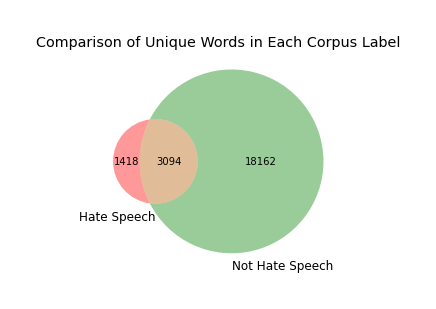 Comparison of Unique Words in Each Corpus Label
1418
3094
18162
Hate Speech
Not Hate Speech